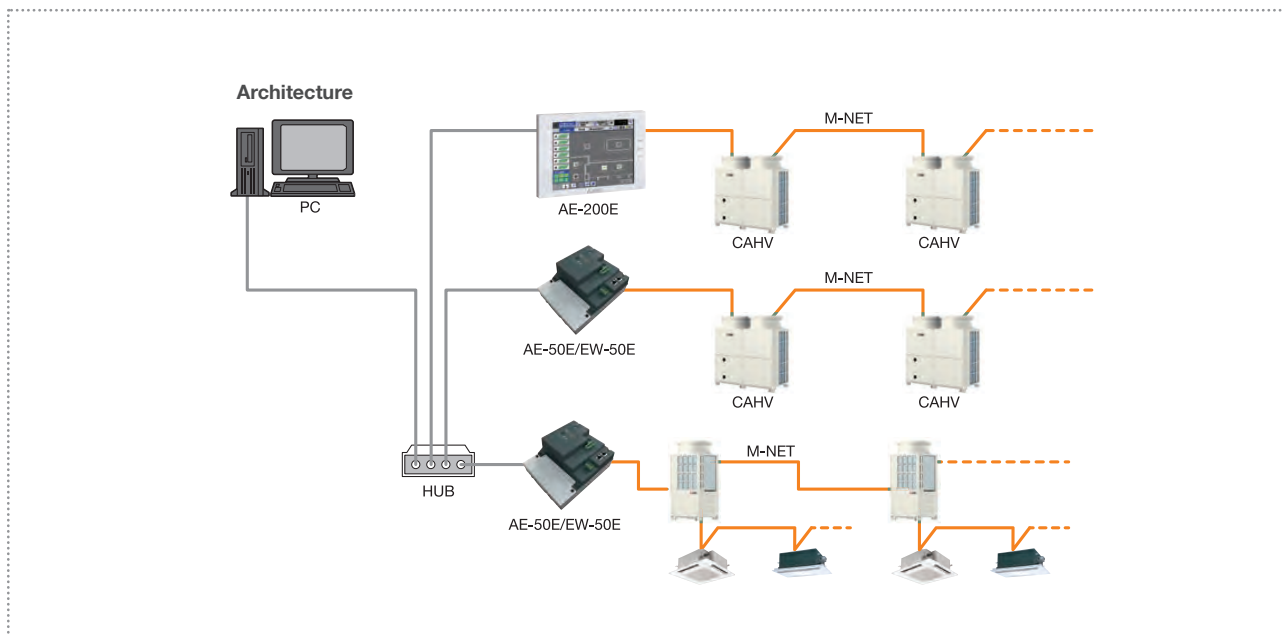 Architecture
PC
AE-200E
M-NET
CAHV
CAHV
AE-50E/EW-50E
M-NET
CAHV
CAHV
HUB
AE-50E/EW-50E
M-NET